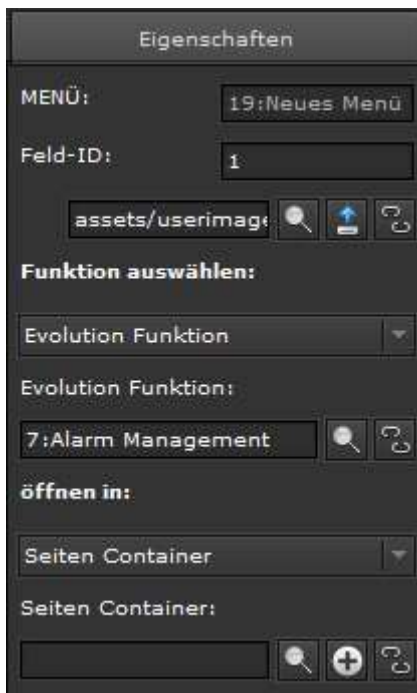 Eigenschaften
MENÜ: 19:Neues Menü
Feld-ID: 1
assets/userimage
Funktion auswählen:
Evolution Funktion
Evolution Funktion:
7:Alarm Management
öffnen in:
Seiten Container
Seiten Container: